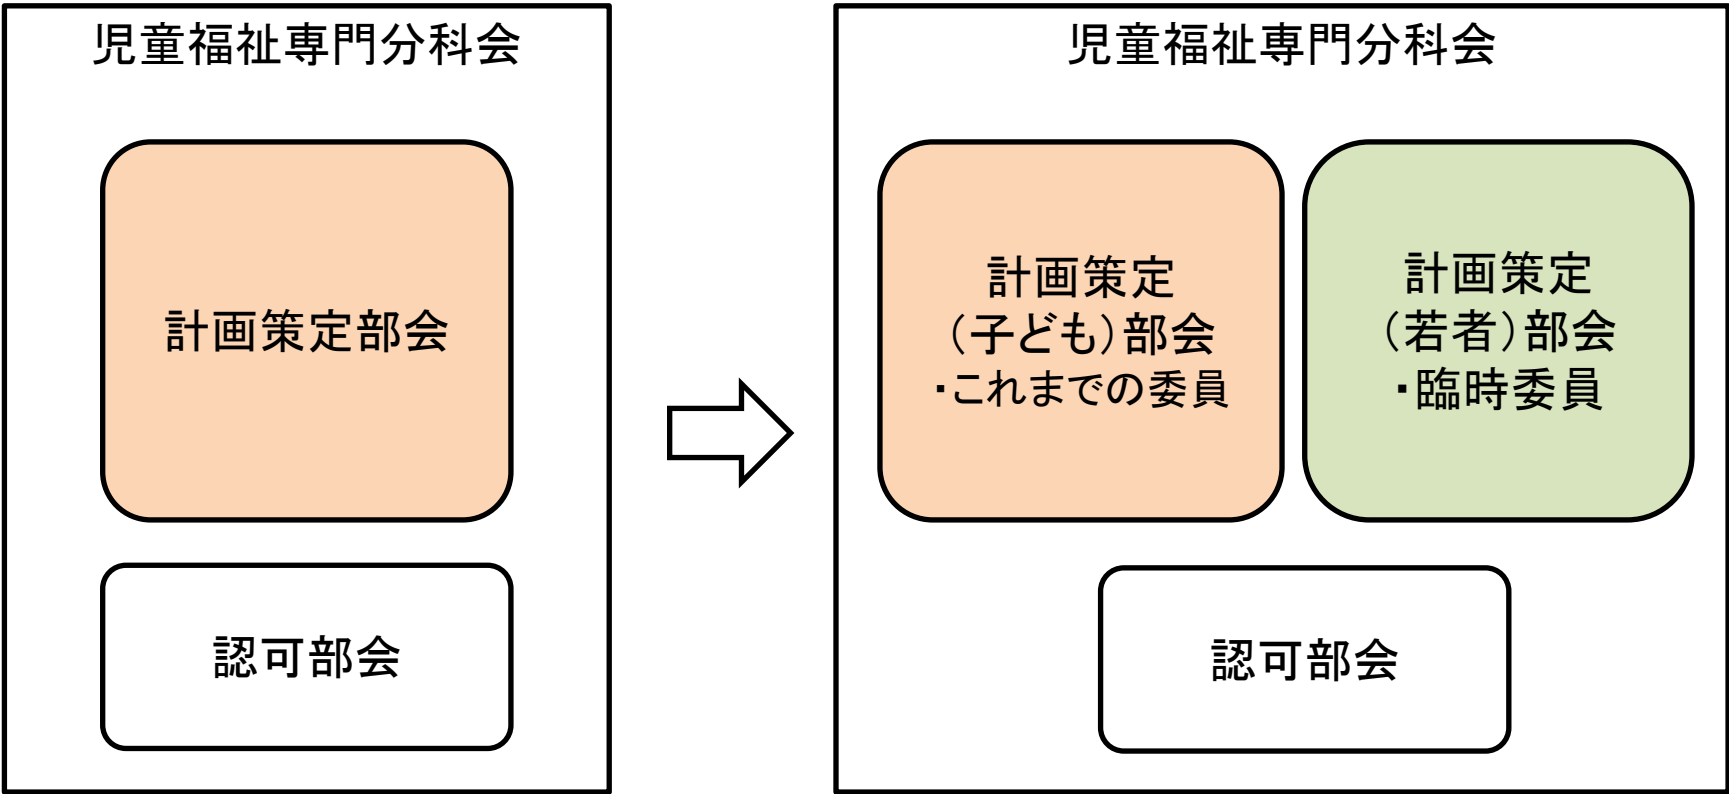 児童福祉専門分科会
計画策定部会
認可部会
児童福祉専門分科会
計画策定
（子ども）部会
・これまでの委員
計画策定
（若者）部会
・臨時委員
認可部会